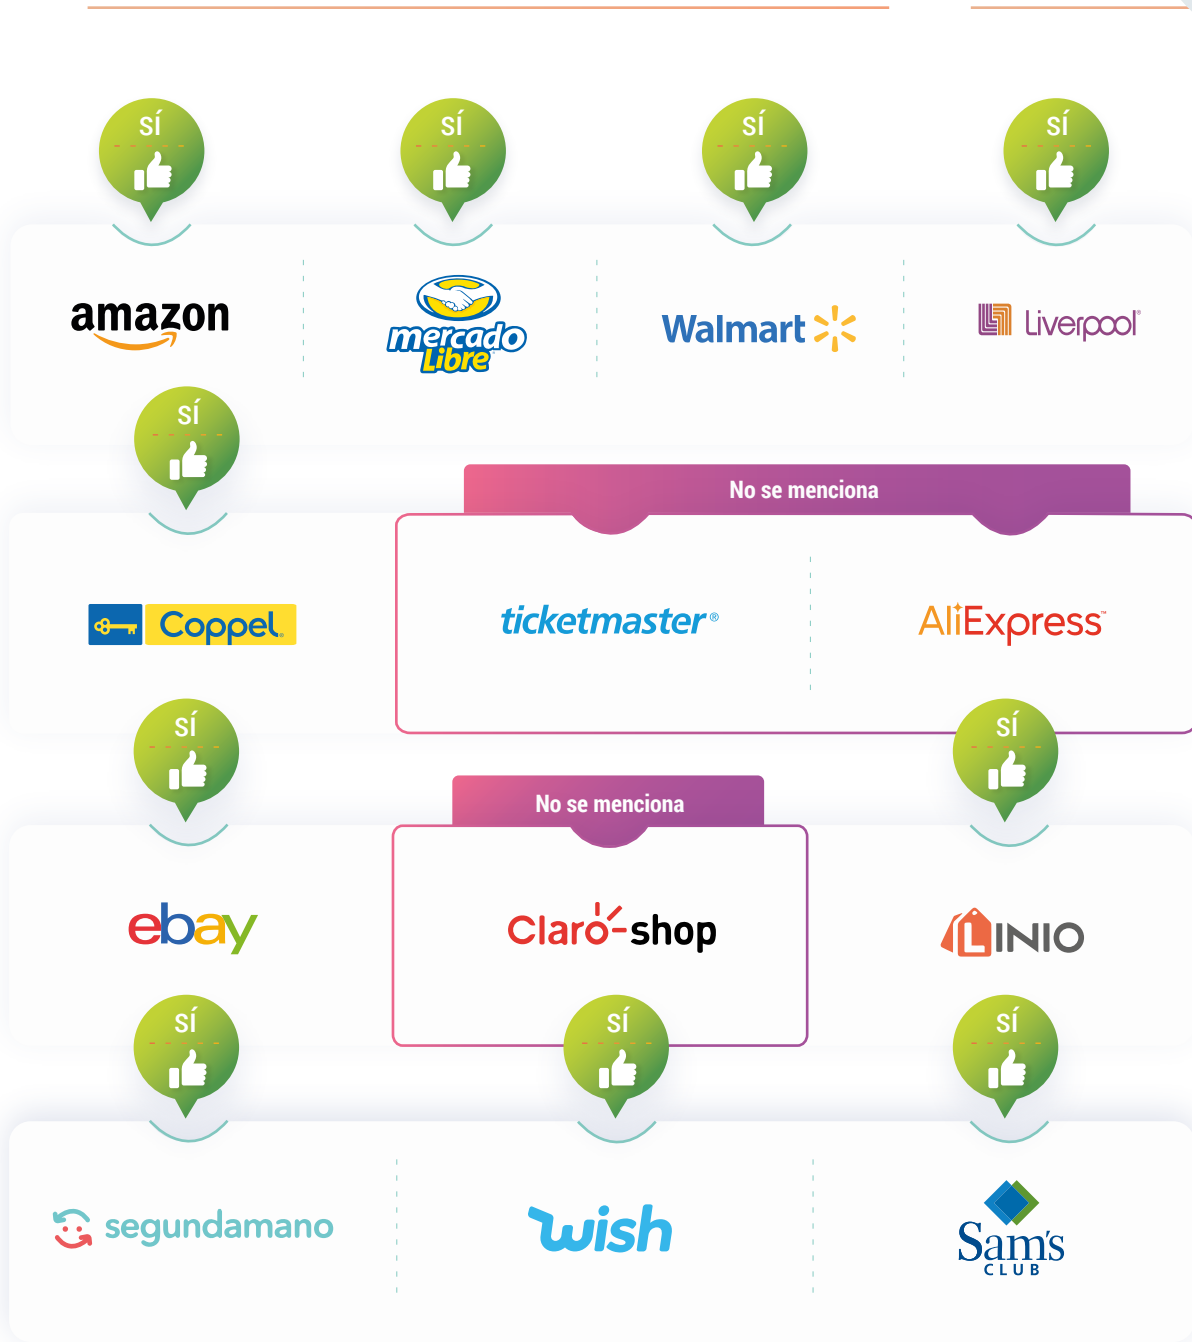 SÍ
SÍ
SÍ
SÍ
amazon
mercado
Libre
Walmart
Liverpool®
SÍ
No se menciona
Coppel®
ticketmaster®
AliExpress™
SÍ
SÍ
No se menciona
ebay
Claro shop
LINIO
SÍ
SÍ
SÍ
segundamano
wish
Sam's
CLUB